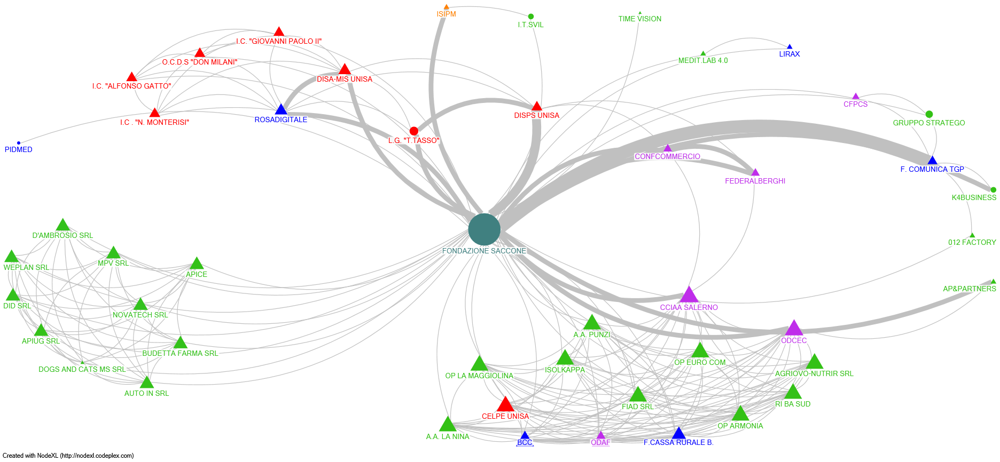 ISIPM
I.T.SVIL
TIME VISION
I.C. "GIOVANNI PAOLO II"
LIRAX
MEDIT.LAB 4.0
O.C.D.S "DON MILANI"
DISA-MIS UNISA
I.C. "ALFONSO GATTO"
CFPCS
DISPS UNISA
ROSADIGITALE
I.C . "N. MONTERISI"
GRUPPO STRATEGO
L.G. "T.TASSO"
PIDMED
CONFCOMMERCIO
F. COMUNICA TGP
FEDERALBERGHI
K4BUSINESS
D'AMBROSIO SRL
012 FACTORY
FONDAZIONE SACCONE
MPV SRL
WEPLAN SRL
APICE
AP&PARTNERS
DID SRL
CCIAA SALERNO
NOVATECH SRL
A.A. PUNZI
APIUG SRL
ODCEC
BUDETTA FARMA SRL
OP EURO COM
DOGS AND CATS MS SRL
ISOLKAPPA
AGRIOVO-NUTRIR SRL
OP LA MAGGIOLINA
AUTO IN SRL
RI BA SUD
FIAD SRL
CELPE UNISA
OP ARMONIA
A.A. LA NINA
BCC
ODAF
F.CASSA RURALE B.
Created with NodeXL (http://nodexl.codeplex.com)